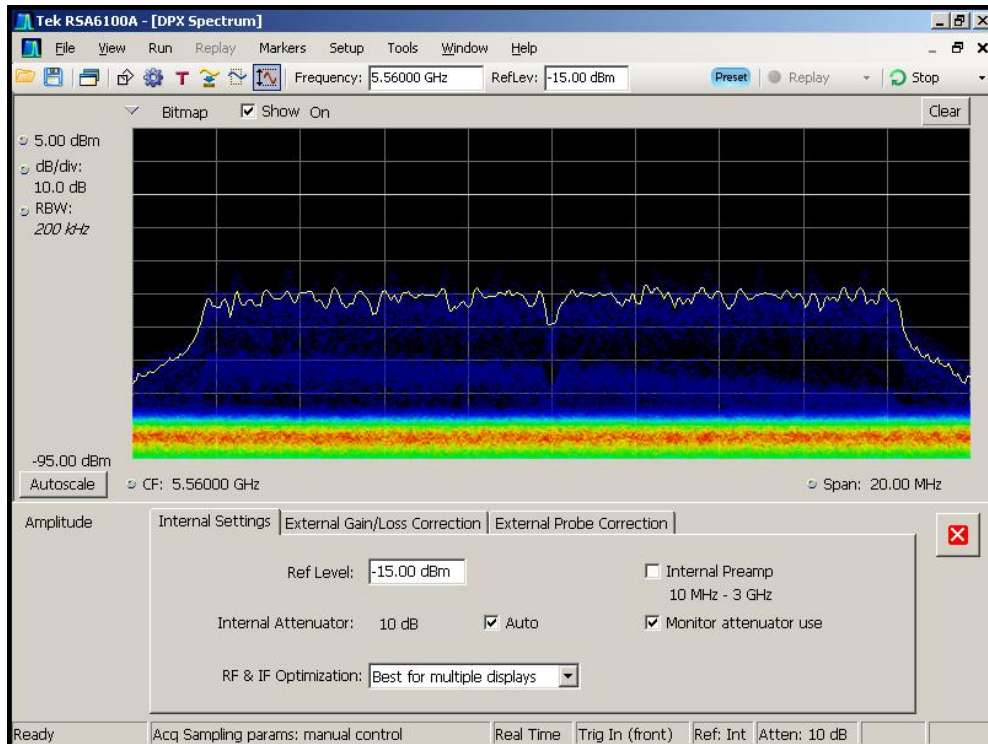 Tek RSA6100A - [DPX Spectrum]
File View Run Replay Markers Setup Tools Window Help
T Frequency: 5.56000 GHz RefLev: -15.00 dBm Preset Replay Stop
Bitmap Show On Clear
5.00 dBm
dB/div:
10.0 dB
RBW:
200 kHz
-95.00 dBm
Autoscale CF: 5.56000 GHz Span: 20.00 MHz
Amplitude Internal Settings External Gain/Loss Correction External Probe Correction
Ref Level: -15.00 dBm Internal Preamp
10 MHz - 3 GHz
Internal Attenuator: 10 dB Auto Monitor attenuator use
RF & IF Optimization: Best for multiple displays
Ready Acq Sampling params: manual control Real Time Trig In (front) Ref: Int Atten: 10 dB